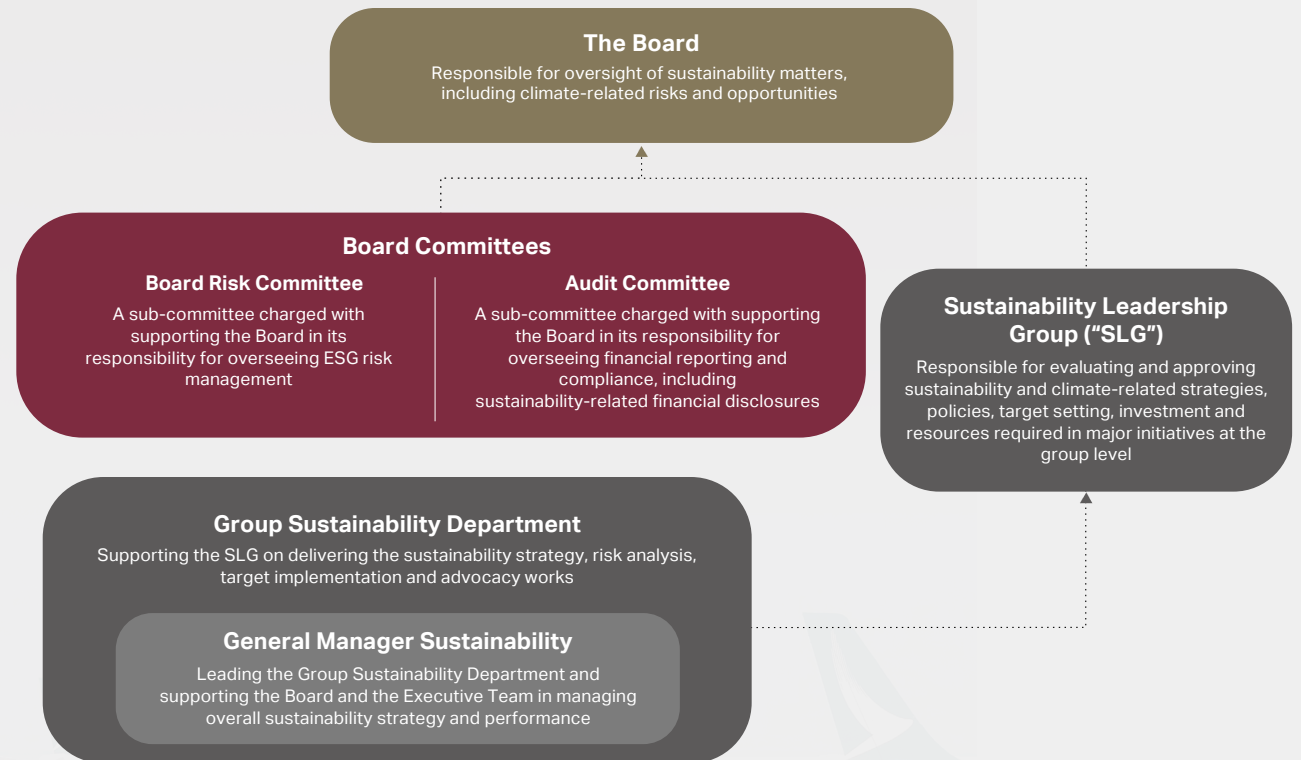 The Board
Responsible for oversight of sustainability matters,
including climate-related risks and opportunities
Board Committees
Board Risk Committee
A sub-committee charged with
supporting the Board in its
responsibility for overseeing ESG risk
management
Audit Committee
A sub-committee charged with supporting
the Board in its responsibility for
overseeing financial reporting and
compliance, including
sustainability-related financial disclosures
Sustainability Leadership
Group (“SLG”)
Responsible for evaluating and approving
sustainability and climate-related strategies,
policies, target setting, investment and
resources required in major initiatives at the
group level
Group Sustainability Department
Supporting the SLG on delivering the sustainability strategy, risk analysis,
target implementation and advocacy works
General Manager Sustainability
Leading the Group Sustainability Department and
supporting the Board and the Executive Team in managing
overall sustainability strategy and performance